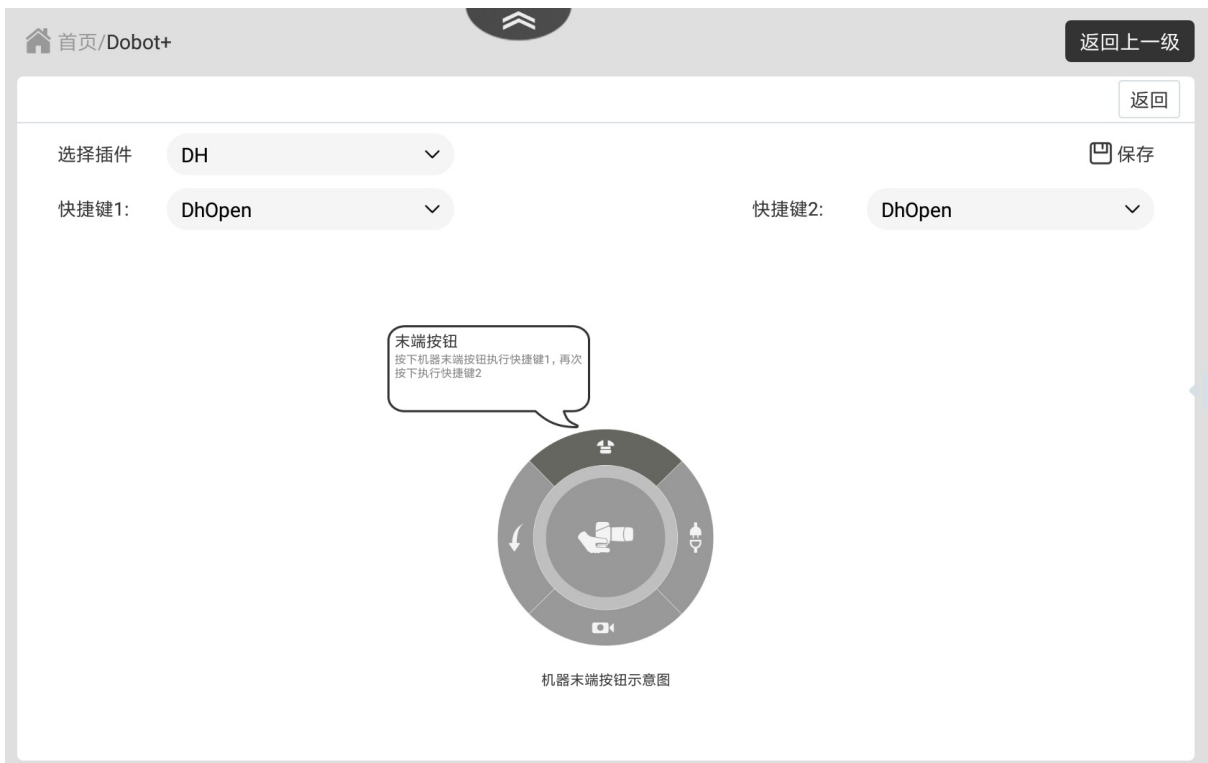 首页/Dobot+
返回上一级
返回
选择插件 DH
保存
快捷键1: DhOpen
快捷键2: DhOpen
末端按钮
按下机器末端按钮执行快捷键1，再次
按下执行快捷键2
机器末端按钮示意图